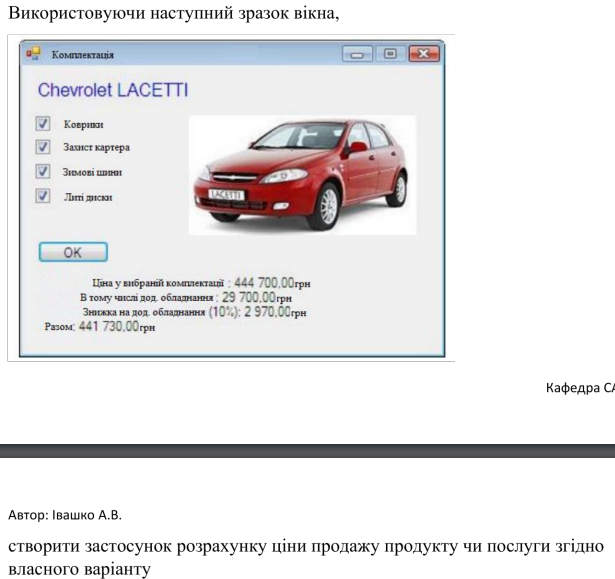 Використовуючи наступний зразок вікна,
Комплектація
Chevrolet LACETTI
Коврики
Захист картера
Зимові шини
Литі диски
LACETTI
OK
Ціна у вибраній комплектації : 444 700,00грн
В тому числі дод. обладнання : 29 700,00грн
Знижка на дод. обладнання (10%): 2 970,00грн
Разом: 441 730,00грн
Кафедра СА
Автор: Івашко А.В.
створити застосунок розрахунку ціни продажу продукту чи послуги згідно
власного варіанту